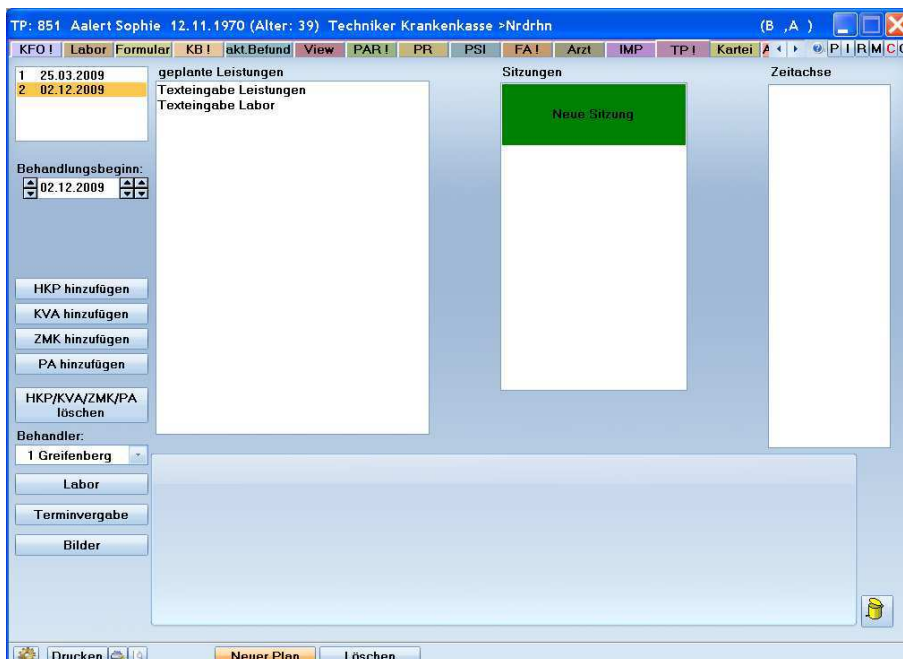 TP: 851 Aalert Sophie 12.11.1970 (Alter: 39) Techniker Krankenkasse >Nrdrhn (B ,A )
KFO ! Labor Formular KB ! akt.Befund View PAR ! PR PSI FA ! Arzt IMP TP ! Kartei A P I R M C
geplante Leistungen Sitzungen Zeitachse
1 25.03.2009
2 02.12.2009
Texteingabe Leistungen
Texteingabe Labor
Neue Sitzung
Behandlungsbeginn:
02.12.2009
HKP hinzufügen
KVA hinzufügen
ZMK hinzufügen
PA hinzufügen
HKP/KVA/ZMK/PA
löschen
Behandler:
1 Greifenberg
Labor
Terminvergabe
Bilder
Drucken Neuer Plan Löschen